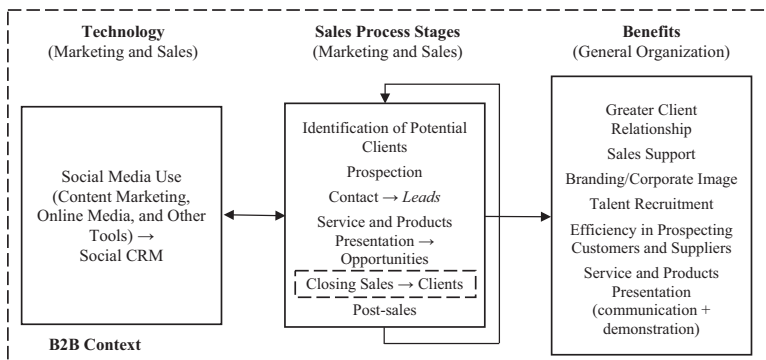 Technology
(Marketing and Sales)
Social Media Use
(Content Marketing,
Online Media, and Other
Tools) →
Social CRM
B2B Context
Sales Process Stages
(Marketing and Sales)
Identification of Potential
Clients
Prospection
Contact → Leads
Service and Products
Presentation →
Opportunities
Closing Sales → Clients
Post-sales
Benefits
(General Organization)
Greater Client
Relationship
Sales Support
Branding/Corporate Image
Talent Recruitment
Efficiency in Prospecting
Customers and Suppliers
Service and Products
Presentation
(communication +
demonstration)